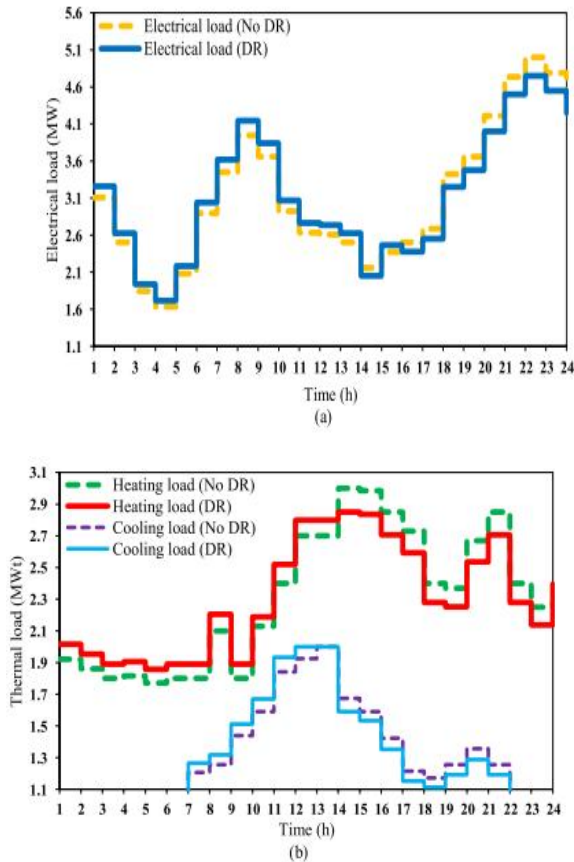 5.6
5.1
4.6
4.1
3.6
3.1
2.6
2.1
1.6
1.1
Electrical load (MW)
Electrical load (No DR)
Electrical load (DR)
1 2 3 4 5 6 7 8 9 10 11 12 13 14 15 16 17 18 19 20 21 22 23 24
Time (h)
(a)
3.1
2.9
2.7
2.5
2.3
2.1
1.9
1.7
1.5
1.3
1.1
Thermal load (MWt)
Heating load (No DR)
Heating load (DR)
Cooling load (No DR)
Cooling load (DR)
1 2 3 4 5 6 7 8 9 10 11 12 13 14 15 16 17 18 19 20 21 22 23 24
Time (h)
(b)